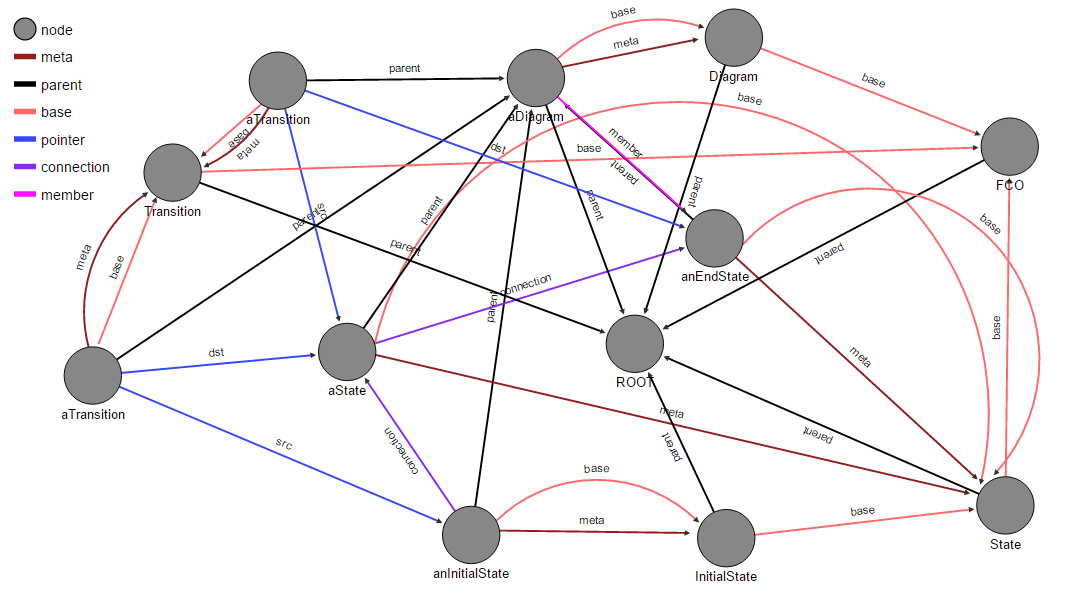 node
meta
parent
base
pointer
connection
member
base
meta
Diagram
base
parent
aTransition
aDiagram
base
FCO
base
meta
dst
base
member
parent
Transition
parent
src
parent
parent
parent
parent
base
meta
base
parent
anEndState
parent
connection
parent
base
dst
aState
ROOT
meta
aTransition
meta
parent
parent
src
connection
base
meta
base
anInitialState
InitialState
State